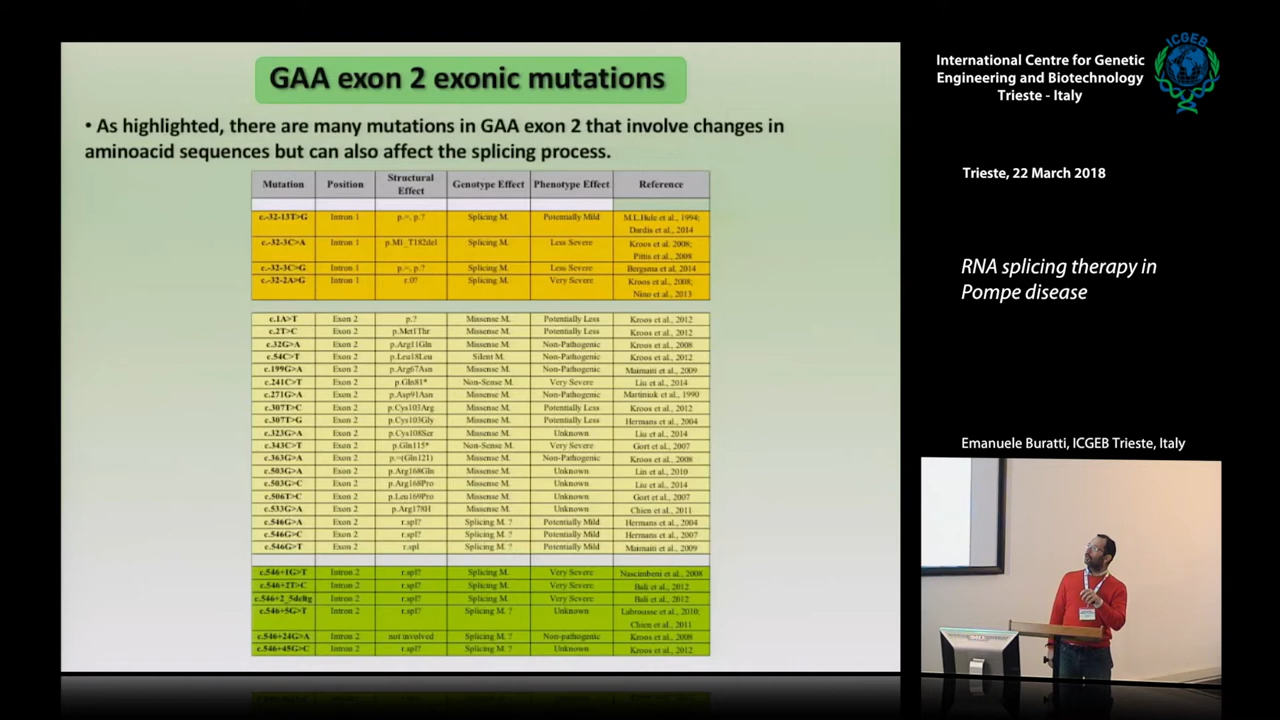 GAA exon 2 exonic mutations
• As highlighted, there are many mutations in GAA exon 2 that involve changes in
aminoacid sequences but can also affect the splicing process.
Mutation Position Structural Effect Genotype Effect Phenotype Effect Reference
c.-32-13T>G Intron 1 p.=, p.? Splicing M. Potentially Mild M.L.Huie et al., 1994; Dardis et al., 2014
c.-32-3C>A Intron 1 p.M1_T182del Splicing M. Less Severe Kroos et al. 2008; Pittis et al., 2008
c.-32-3C>G Intron 1 p.=, p.? Splicing M. Less Severe Bergsma et al, 2014
c.-32-2A>G Intron 1 r.0? Splicing M. Very Severe Kroos et al., 2008; Nino et al., 2013
c.1A>T Exon 2 p.? Missense M. Potentially Less Kroos et al., 2012
c.2T>C Exon 2 p.Met1Thr Missense M. Potentially Less Kroos et al., 2012
c.32G>A Exon 2 p.Arg11Gln Missense M. Non-Pathogenic Kroos et al., 2008
c.54C>T Exon 2 p.Leu18Leu Silent M. Non-Pathogenic Kroos et al., 2012
c.199G>A Exon 2 p.Arg67Asn Missense M. Non-Pathogenic Maimaiti et al., 2009
c.241C>T Exon 2 p.Gln81* Non-Sense M. Very Severe Liu et al., 2014
c.271G>A Exon 2 p.Asp91Asn Missense M. Non-Pathogenic Martiniuk et al., 1990
c.307T>C Exon 2 p.Cys103Arg Missense M. Potentially Less Kroos et al., 2012
c.307T>G Exon 2 p.Cys103Gly Missense M. Potentially Less Hermans et al., 2004
c.323G>A Exon 2 p.Cys108Ser Missense M. Unknown Liu et al., 2014
c.343C>T Exon 2 p.Gln115* Non-Sense M. Very Severe Gort et al., 2007
c.363G>A Exon 2 p.=(Gln121) Missense M. Non-Pathogenic Kroos et al., 2008
c.503G>A Exon 2 p.Arg168Gln Missense M. Unknown Lin et al., 2010
c.503G>C Exon 2 p.Arg168Pro Missense M. Unknown Liu et al., 2014
c.506T>C Exon 2 p.Leu169Pro Missense M. Unknown Gort et al., 2007
c.533G>A Exon 2 p.Arg178H Missense M. Unknown Chien et al., 2011
c.546G>A Exon 2 r.spl? Splicing M. ? Potentially Mild Hermans et al., 2004
c.546G>C Exon 2 r.spl? Splicing M. ? Potentially Mild Hermans et al., 2007
c.546G>T Exon 2 r.spl Splicing M. ? Potentially Mild Maimaiti et al., 2009
c.546+1G>T Intron 2 r.spl? Splicing M. Very Severe Nascimbeni et al., 2008
c.546+2T>C Intron 2 r.spl? Splicing M. Very Severe Bali et al., 2012
c.546+2_5deltg Intron 2 r.spl? Splicing M. Very Severe Bali et al., 2012
c.546+5G>T Intron 2 r.spl? Splicing M. ? Unknown Labrousse et al., 2010; Chien et al., 2011
c.546+24G>A Intron 2 not involved Splicing M. ? Non-pathogenic Kroos et al., 2008
c.546+45G>C Intron 2 r.spl? Splicing M. ? Unknown Kroos et al., 2012
ICGEB
International Centre for Genetic
Engineering and Biotechnology
Trieste - Italy
Trieste, 22 March 2018
RNA splicing therapy in
Pompe disease
Emanuele Buratti, ICGEB Trieste, Italy